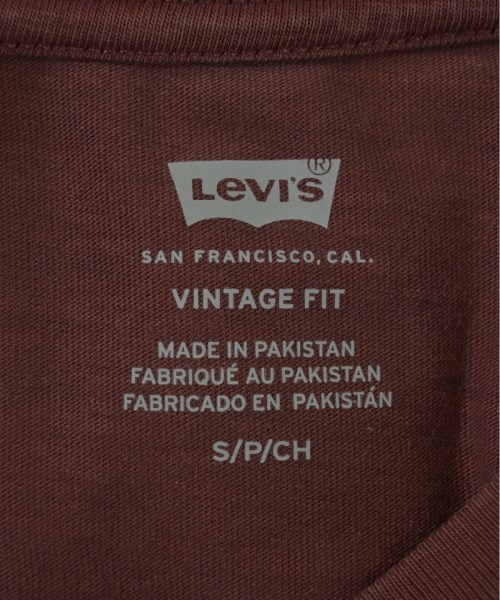 Levi's®
SAN FRANCISCO, CAL.
VINTAGE FIT
MADE IN PAKISTAN
FABRIQUÉ AU PAKISTAN
FABRICADO EN PAKISTÁN
S/P/CH